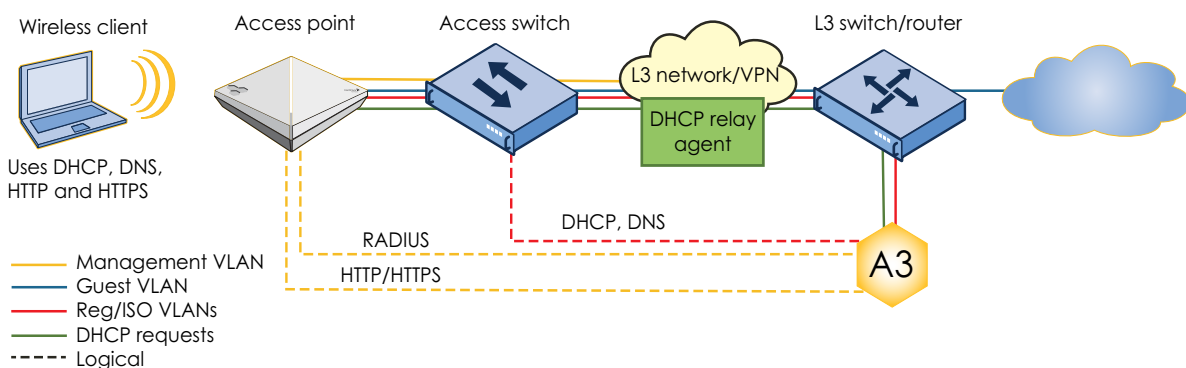 Wireless client
Access point
Access switch
L3 switch/router
L3 network/VPN
DHCP relay
agent
Uses DHCP, DNS,
HTTP and HTTPS
DHCP, DNS
RADIUS
HTTP/HTTPS
A3
Management VLAN
Guest VLAN
Reg/ISO VLANs
DHCP requests
Logical